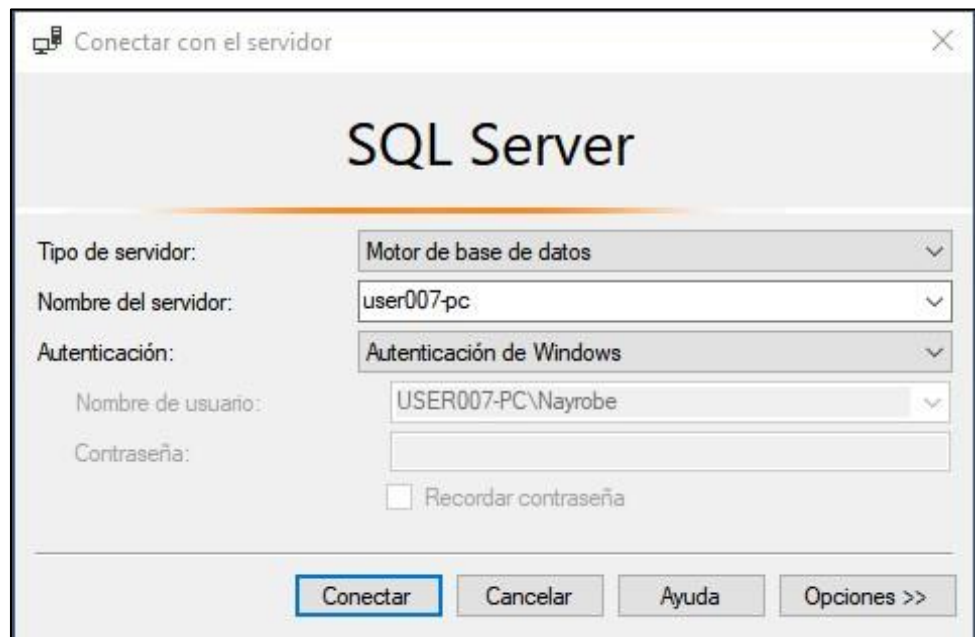 Conectar con el servidor
SQL Server
Tipo de servidor: Motor de base de datos
Nombre del servidor: user007-pc
Autenticación: Autenticación de Windows
Nombre de usuario: USER007-PC\Nayrobe
Contraseña:
Recordar contraseña
Conectar Cancelar Ayuda Opciones >>